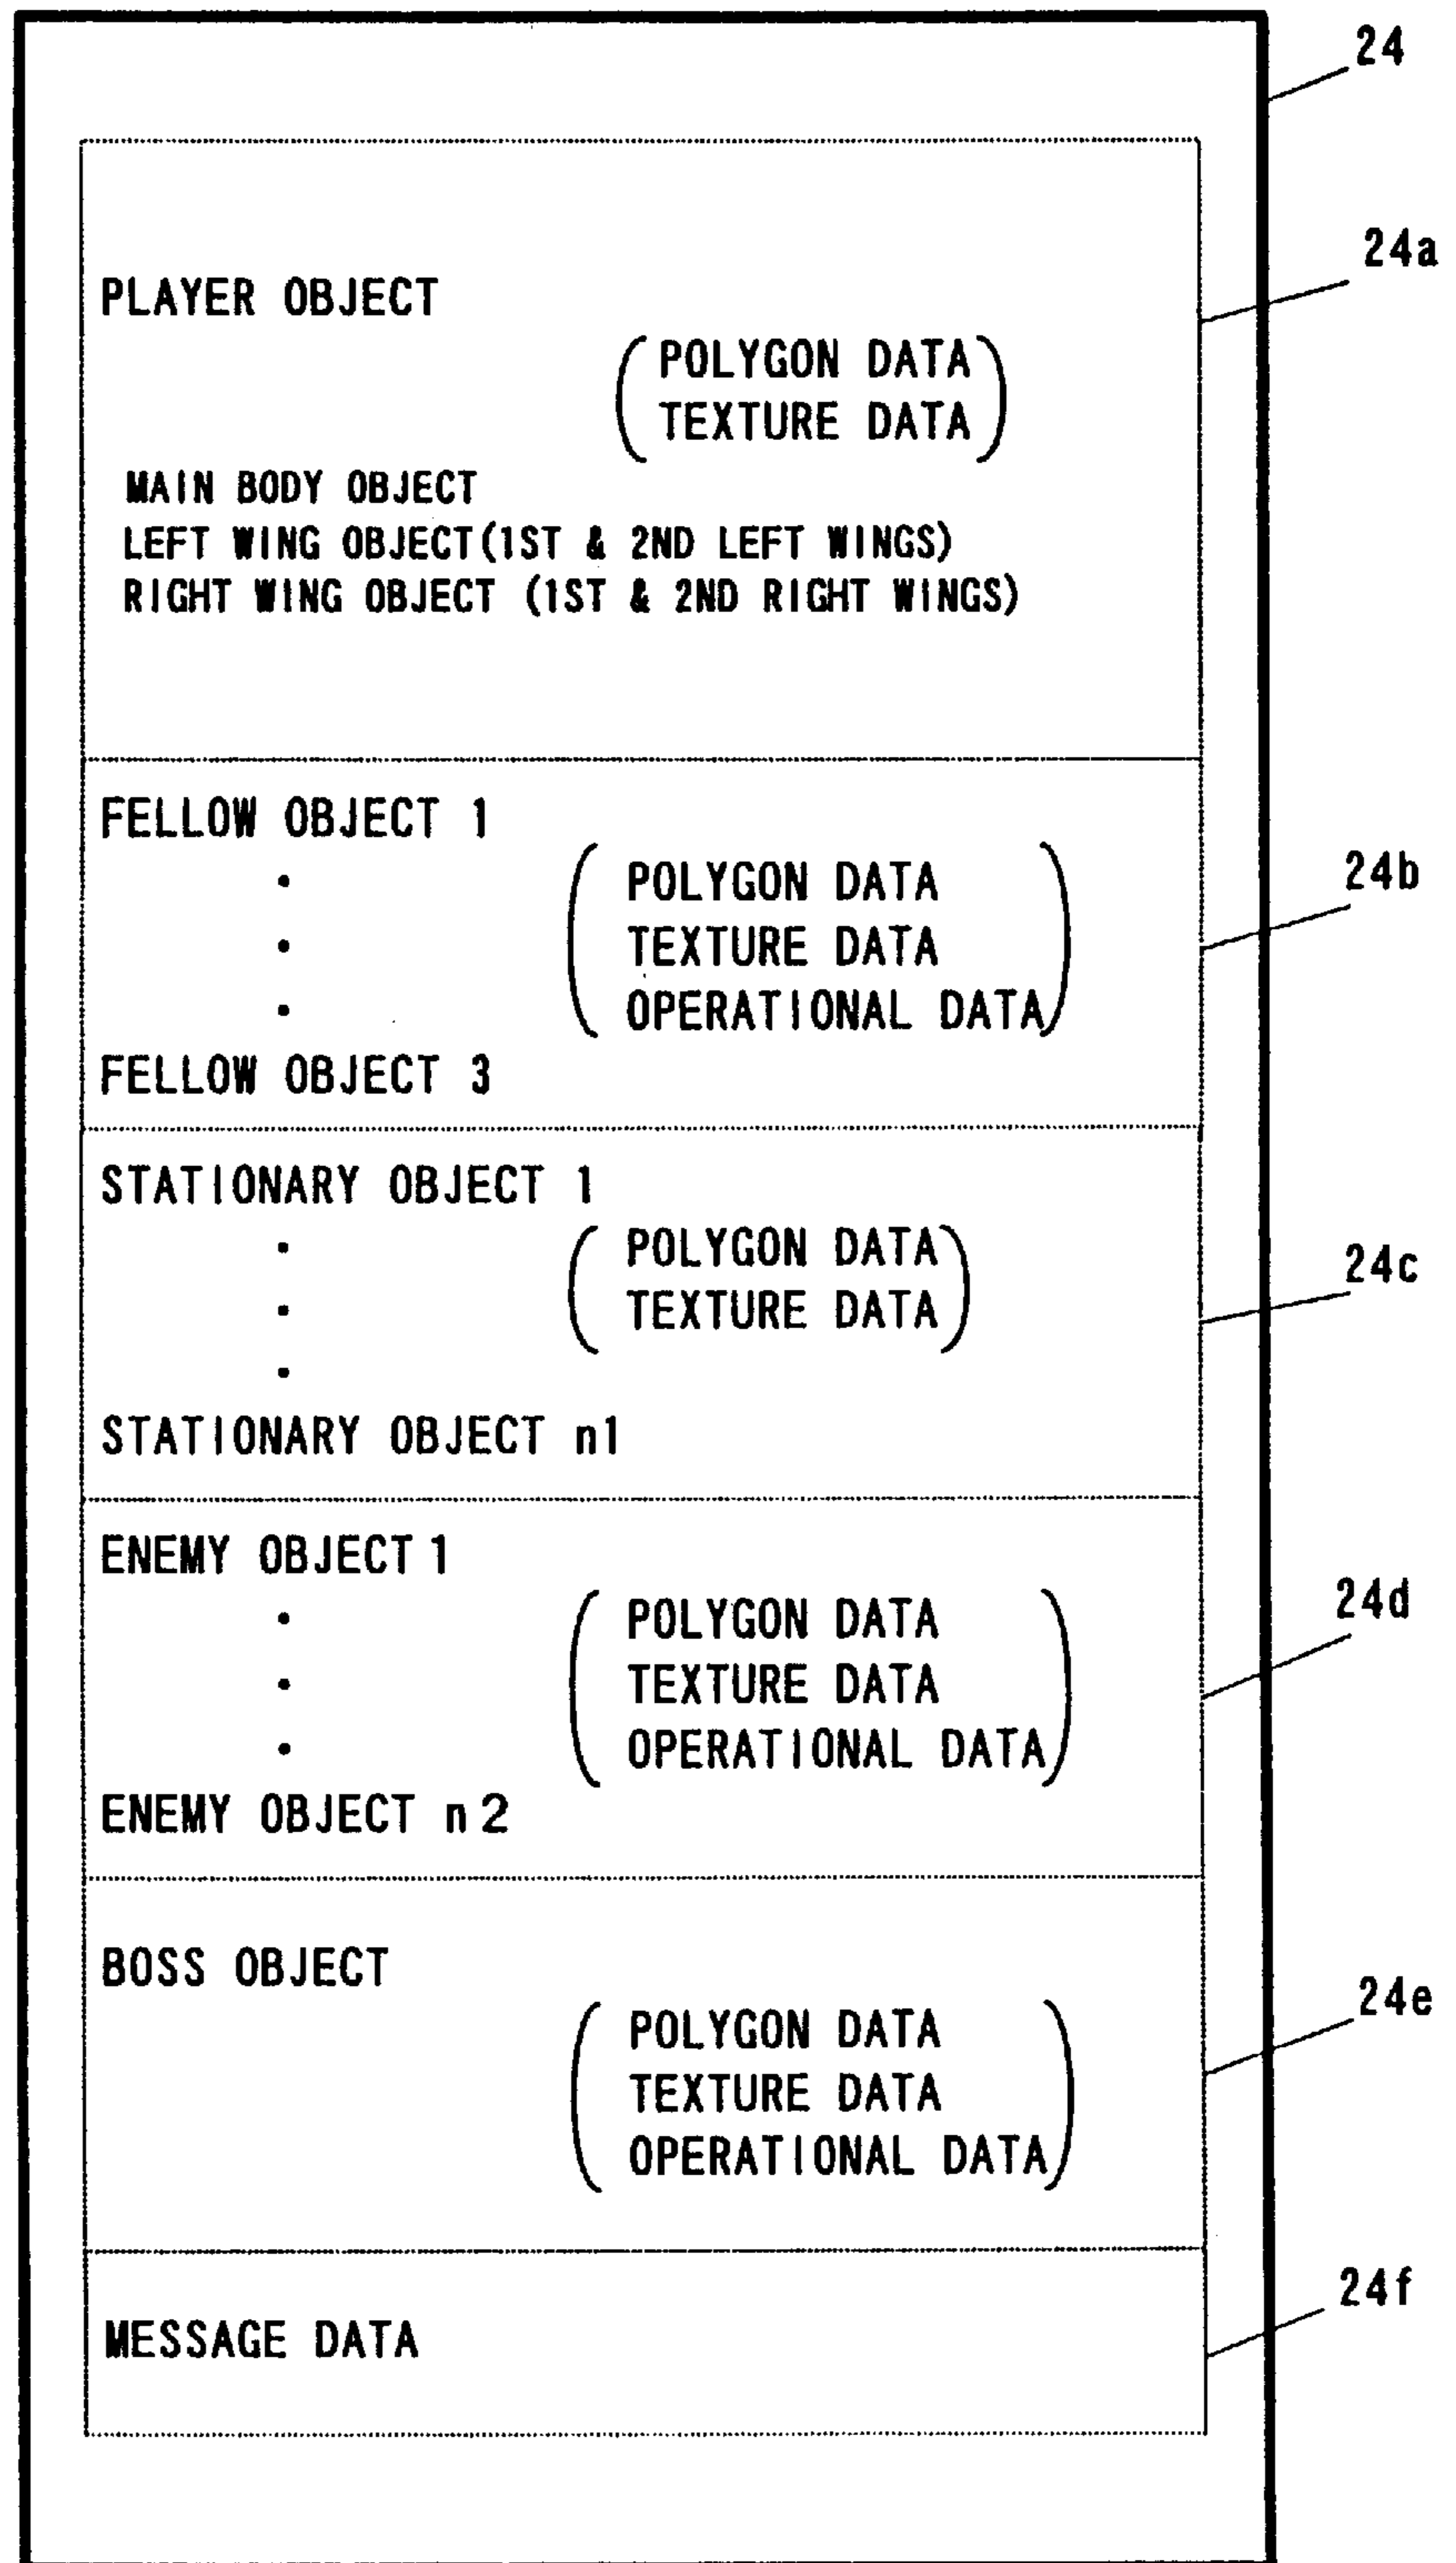 24
24a
PLAYER OBJECT
POLYGON DATA
TEXTURE DATA
MAIN BODY OBJECT
LEFT WING OBJECT(1ST & 2ND LEFT WINGS)
RIGHT WING OBJECT (1ST & 2ND RIGHT WINGS)
FELLOW OBJECT 1
24b
POLYGON DATA
TEXTURE DATA
OPERATIONAL DATA
FELLOW OBJECT 3
STATIONARY OBJECT 1
24c
POLYGON DATA
TEXTURE DATA
STATIONARY OBJECT n1
ENEMY OBJECT 1
24d
POLYGON DATA
TEXTURE DATA
OPERATIONAL DATA
ENEMY OBJECT n2
BOSS OBJECT
24e
POLYGON DATA
TEXTURE DATA
OPERATIONAL DATA
24f
MESSAGE DATA